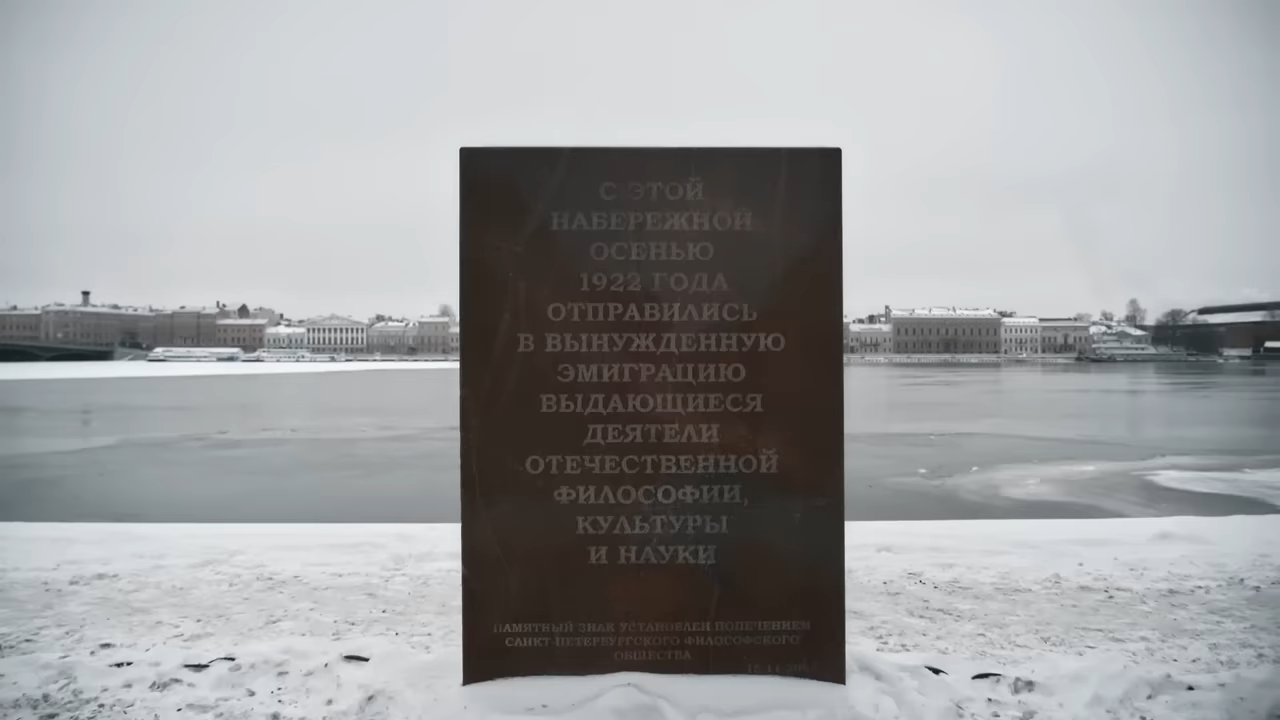 С ЭТОЙ
НАБЕРЕЖНОЙ
ОСЕНЬЮ
1922 ГОДА
ОТПРАВИЛИСЬ
В ВЫНУЖДЕННУЮ
ЭМИГРАЦИЮ
ВЫДАЮЩИЕСЯ
ДЕЯТЕЛИ
ОТЕЧЕСТВЕННОЙ
ФИЛОСОФИИ,
КУЛЬТУРЫ
И НАУКИ
ПАМЯТНЫЙ ЗНАК УСТАНОВЛЕН ПОПЕЧЕНИЕМ
САНКТ-ПЕТЕРБУРГСКОГО ФИЛОСОФСКОГО
ОБЩЕСТВА